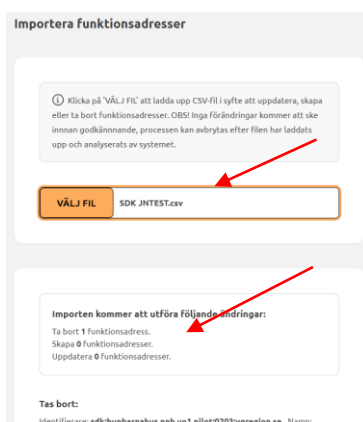 Importera funktionsadresser
Klicka på 'VÄLJ FIL' att ladda upp CSV-fil i syfte att uppdatera, skapa
eller ta bort funktionsadresser. OBS! Inga förändringar kommer att ske
innnan godkännnande, processen kan avbrytas efter filen har laddats
upp och analyserats av systemet.
VÄLJ FIL SDK JNTEST.csv
Importen kommer att utföra följande ändringar:
Ta bort 1 funktionsadress.
Skapa 0 funktionsadresser.
Uppdatera 0 funktionsadresser.
Tas bort:
Identifierare: Namn: